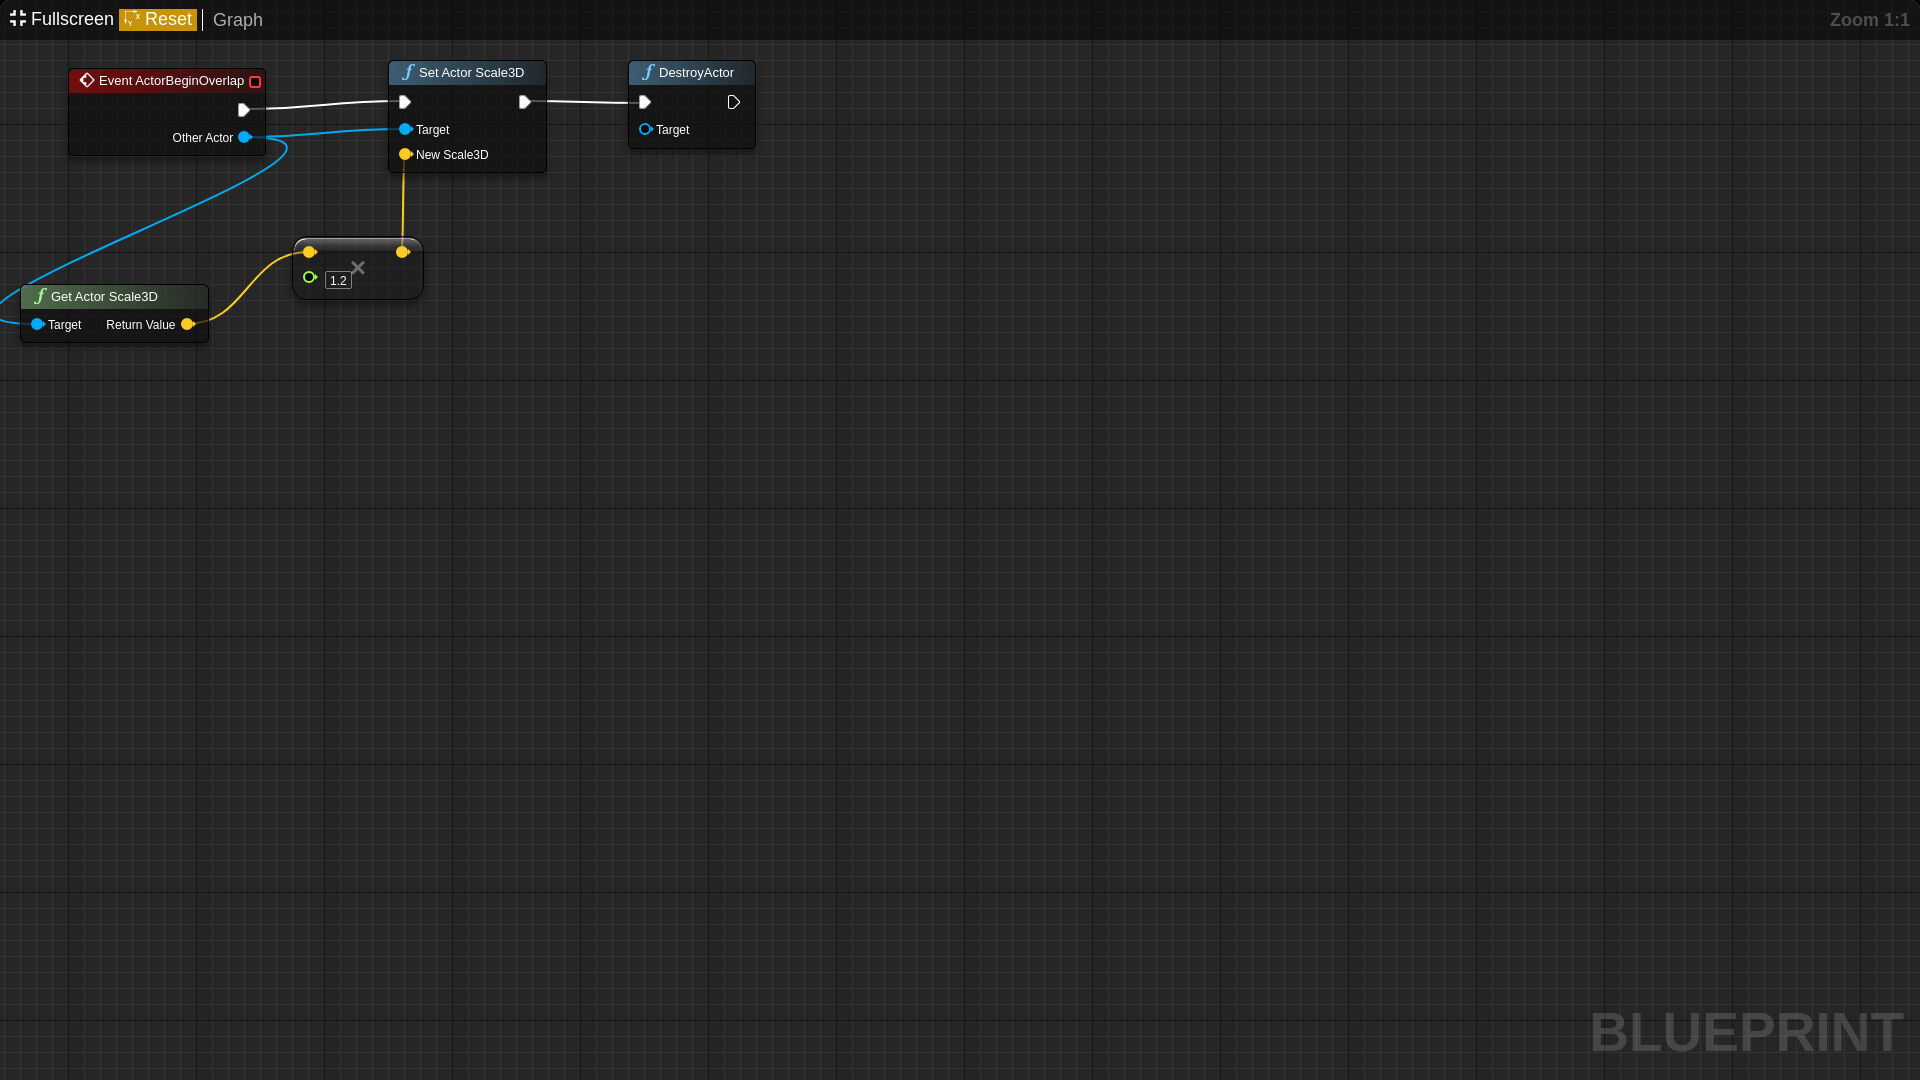 Fullscreen Reset Graph Zoom 1:1
Event ActorBeginOverlap
Other Actor
Set Actor Scale3D
Target
New Scale3D
DestroyActor
Target
1.2
Get Actor Scale3D
Target Return Value
BLUEPRINT